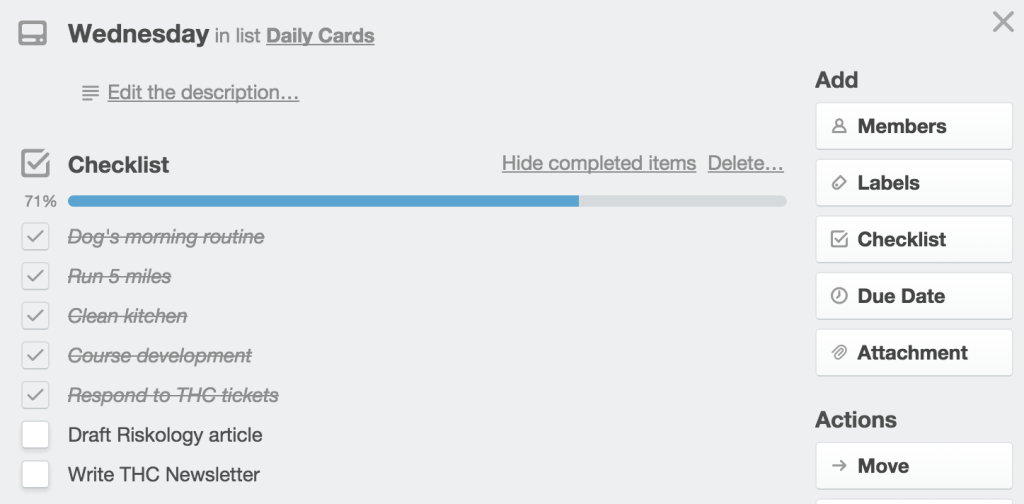 Wednesday in list Daily Cards
Edit the description…
Checklist
Hide completed items Delete…
71%
Dog's morning routine
Run 5 miles
Clean kitchen
Course development
Respond to THC tickets
Draft Riskology article
Write THC Newsletter
Add
Members
Labels
Checklist
Due Date
Attachment
Actions
Move